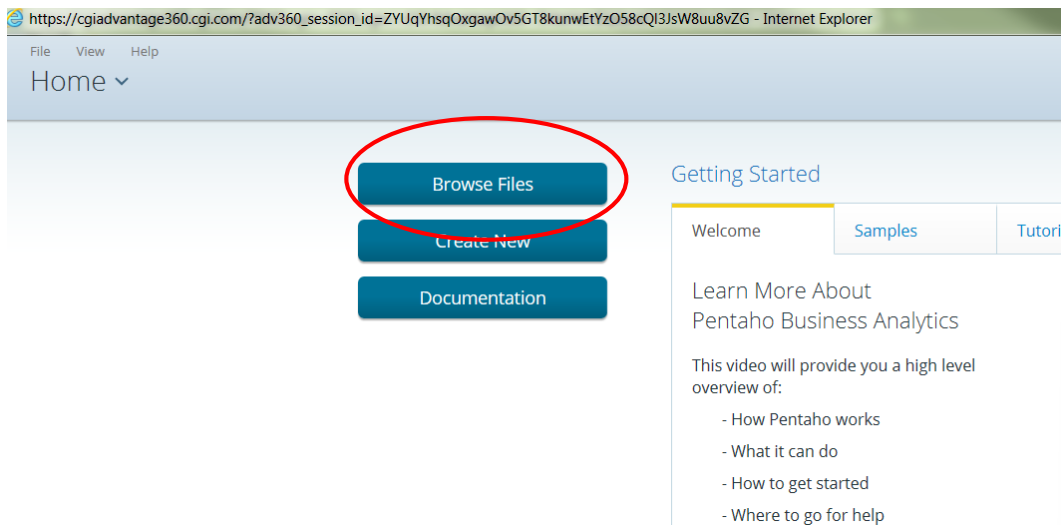 https://cgiadvantage360.cgi.com/?adv360_session_id=ZYUqYhsqOxgawOv5GT8kunwEtYzO58cQI3JsW8uu8vZG - Internet Explorer
File View Help
Home
Browse Files
Create New
Documentation
Getting Started
Welcome Samples Tutori
Learn More About
Pentaho Business Analytics
This video will provide you a high level
overview of:
- How Pentaho works
- What it can do
- How to get started
- Where to go for help